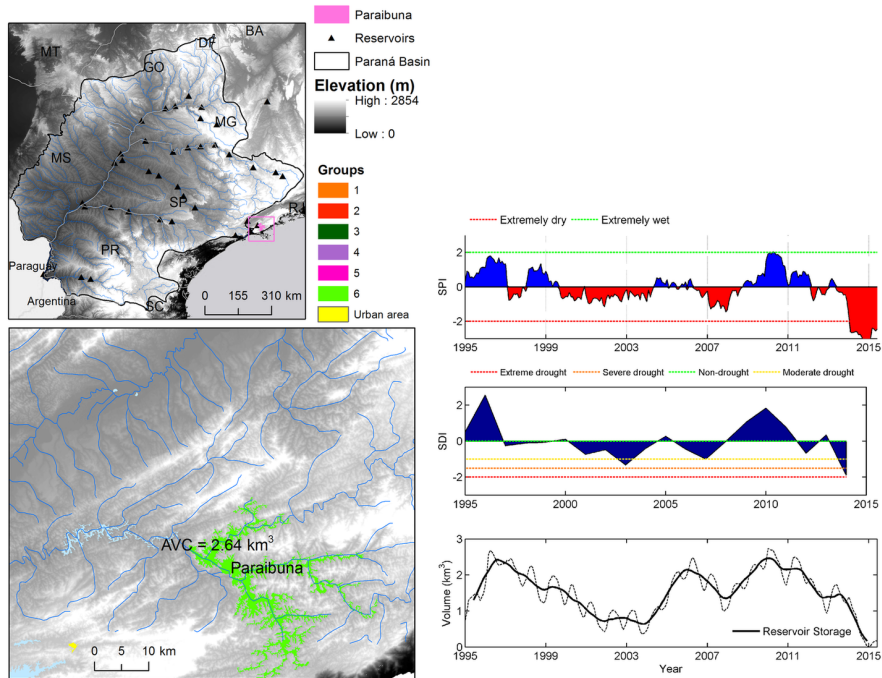 Paraibuna
Reservoirs
Paraná Basin
Elevation (m)
High : 2854
Low : 0
Groups
1
2
3
4
5
6
Urban area
MT
DF
BA
GO
MG
MS
SP
RJ
PR
Paraguay
Argentina
SC
0 155 310 km
AVC = 2.64 km³
Paraibuna
0 5 10 km
Extremely dry
Extremely wet
SPI
2
0
-2
1995 1999 2003 2007 2011 2015
Extreme drought
Severe drought
Non-drought
Moderate drought
SDI
2
0
-2
1995 2000 2005 2010 2015
Volume (km³)
3
2
1
0
Reservoir Storage
1995 1999 2003 2007 2011 2015
Year